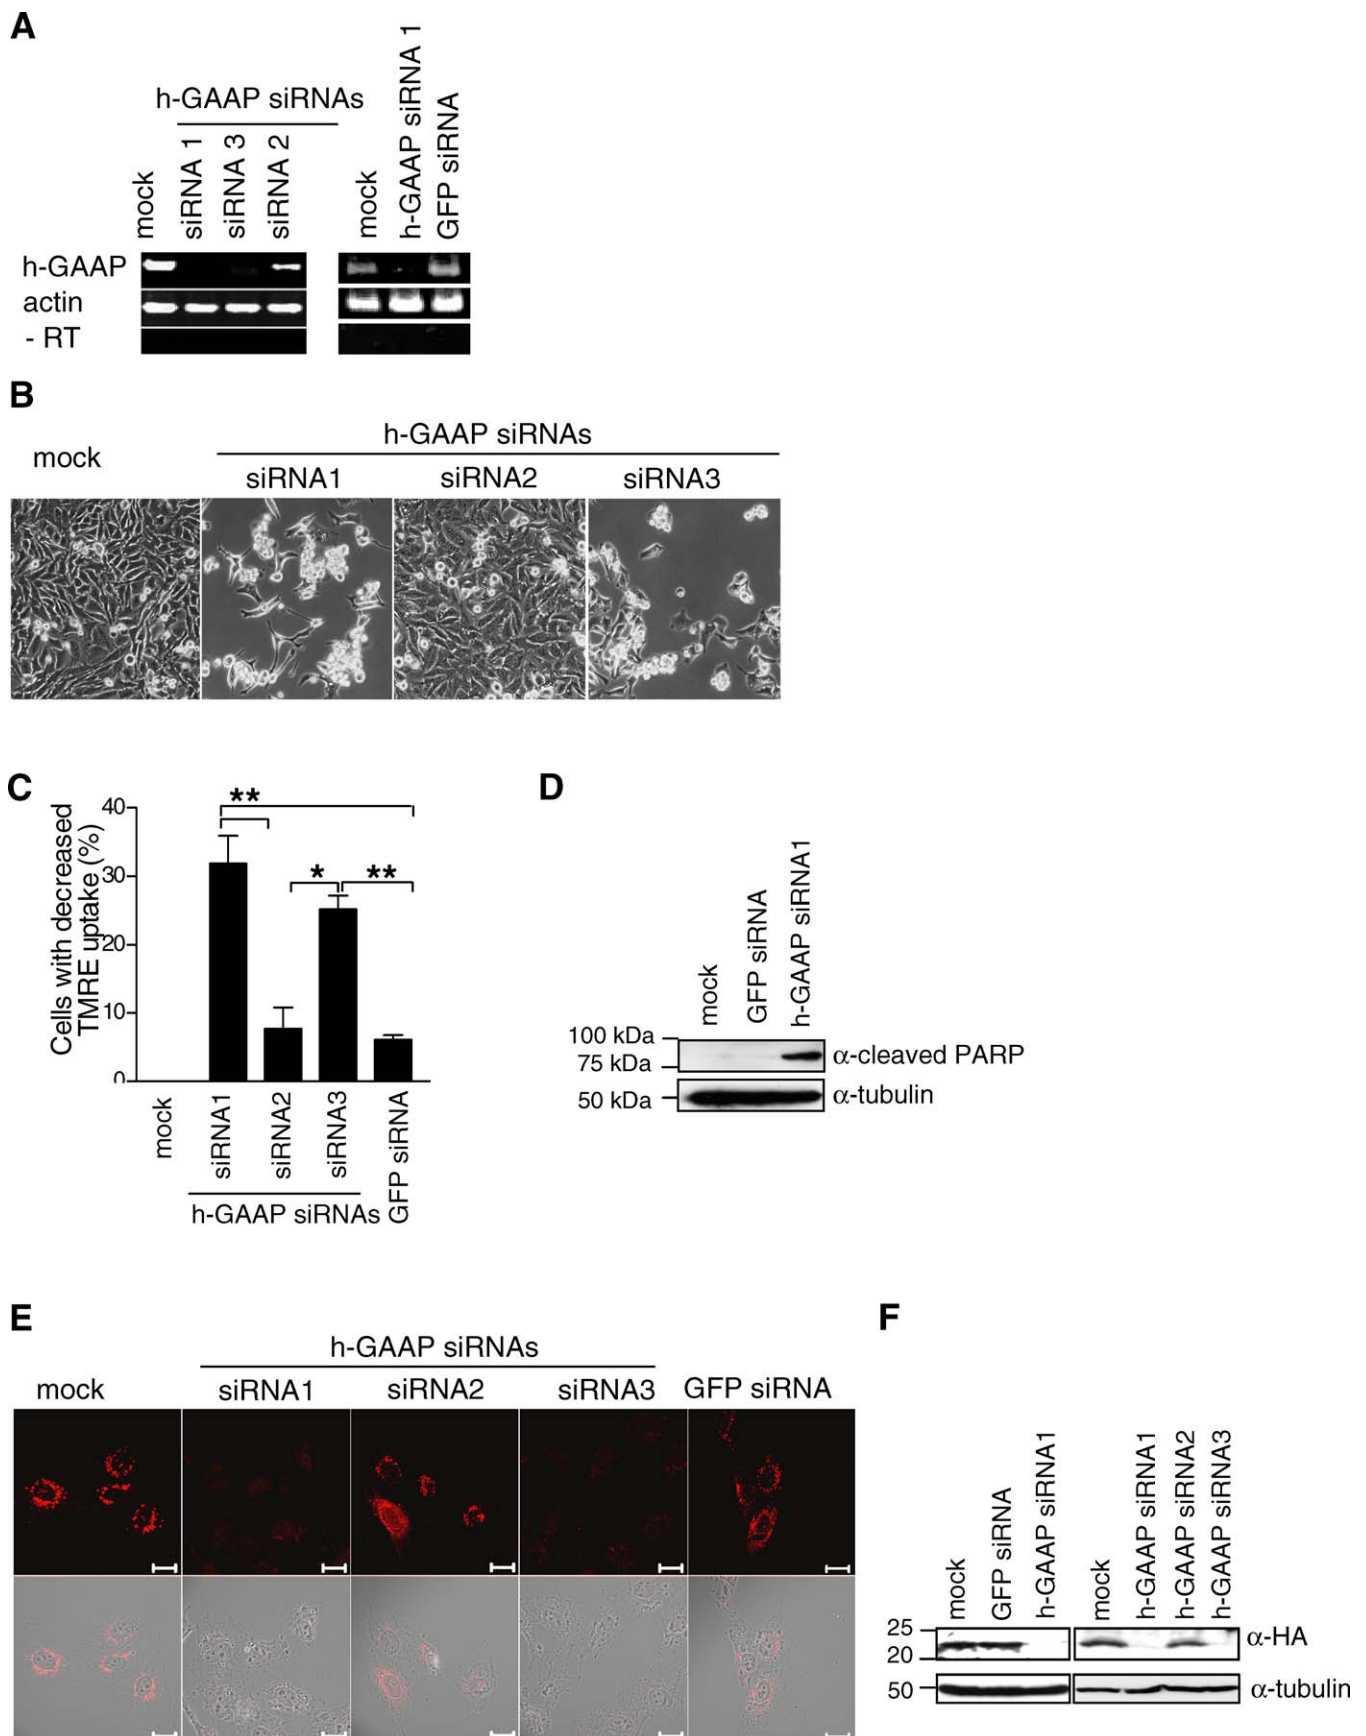 A
h-GAAP siRNAs
mock
siRNA 1
siRNA 3
siRNA 2
mock
h-GAAP siRNA 1
GFP siRNA
h-GAAP
actin
- RT
B
mock
h-GAAP siRNAs
siRNA1 siRNA2 siRNA3
C
Cells with decreased
TMRE uptake (%)
40
30
20
10
0
**
* **
mock
siRNA1
siRNA2
siRNA3
GFP siRNA
h-GAAP siRNAs
D
mock
GFP siRNA
h-GAAP siRNA1
100 kDa
75 kDa
α-cleaved PARP
50 kDa
α-tubulin
E
h-GAAP siRNAs
mock siRNA1 siRNA2 siRNA3 GFP siRNA
F
mock
GFP siRNA
h-GAAP siRNA1
mock
h-GAAP siRNA1
h-GAAP siRNA2
h-GAAP siRNA3
25
20
α-HA
50
α-tubulin